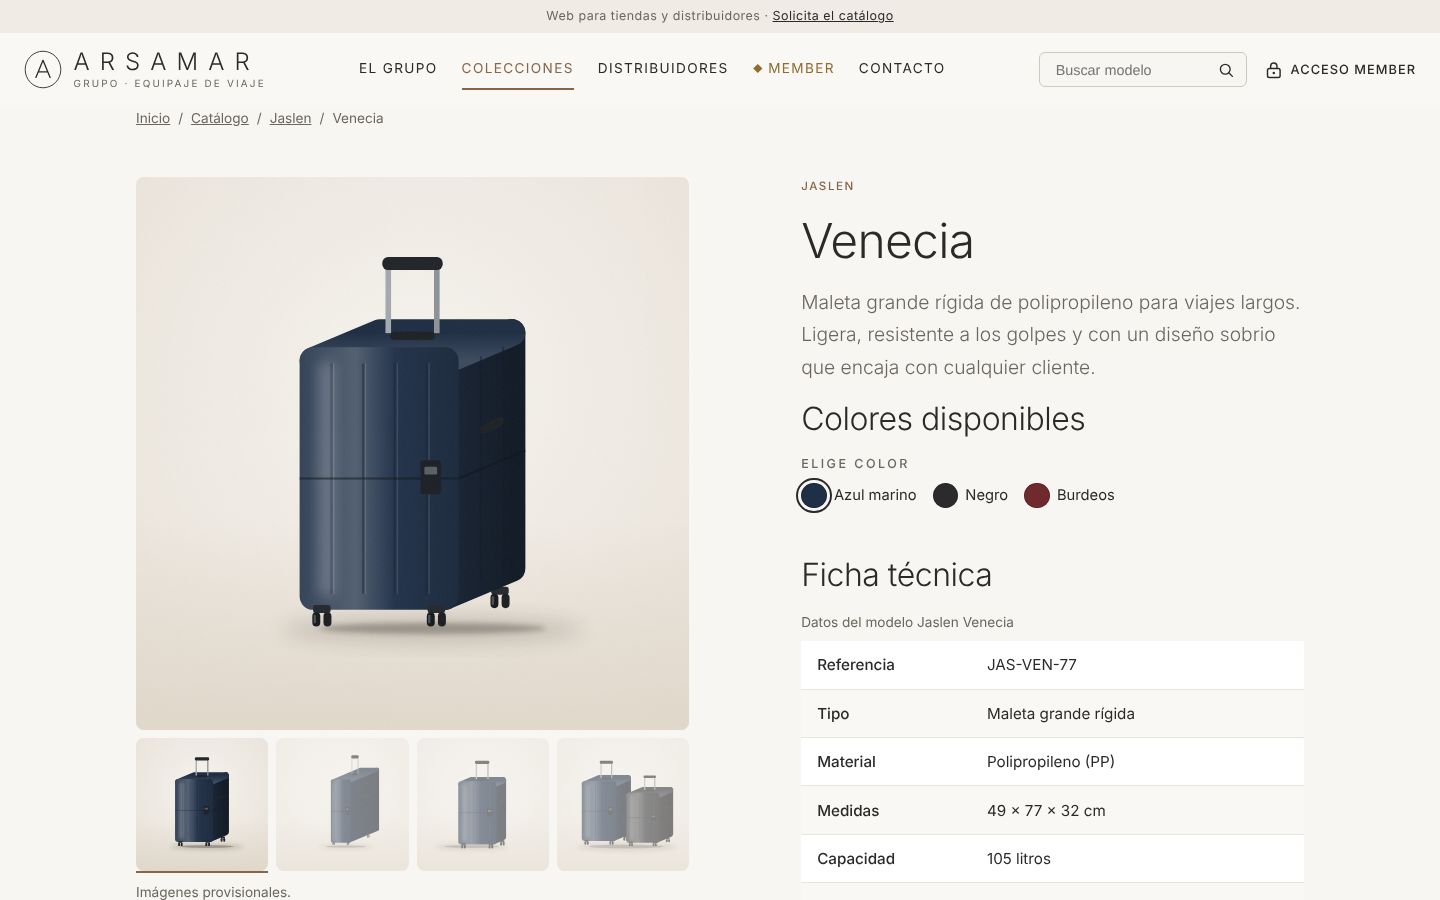 Web para tiendas y distribuidores · Solicita el catálogo
A
ARSAMAR
GRUPO · EQUIPAJE DE VIAJE
EL GRUPO
COLECCIONES
DISTRIBUIDORES
◆ MEMBER
CONTACTO
Buscar modelo
ACCESO MEMBER
Inicio / Catálogo / Jaslen / Venecia
JASLEN
Venecia
Maleta grande rígida de polipropileno para viajes largos.
Ligera, resistente a los golpes y con un diseño sobrio
que encaja con cualquier cliente.
Colores disponibles
ELIGE COLOR
Azul marino
Negro
Burdeos
Ficha técnica
Datos del modelo Jaslen Venecia
Referencia JAS-VEN-77
Tipo Maleta grande rígida
Material Polipropileno (PP)
Medidas 49 × 77 × 32 cm
Capacidad 105 litros
Imágenes provisionales.